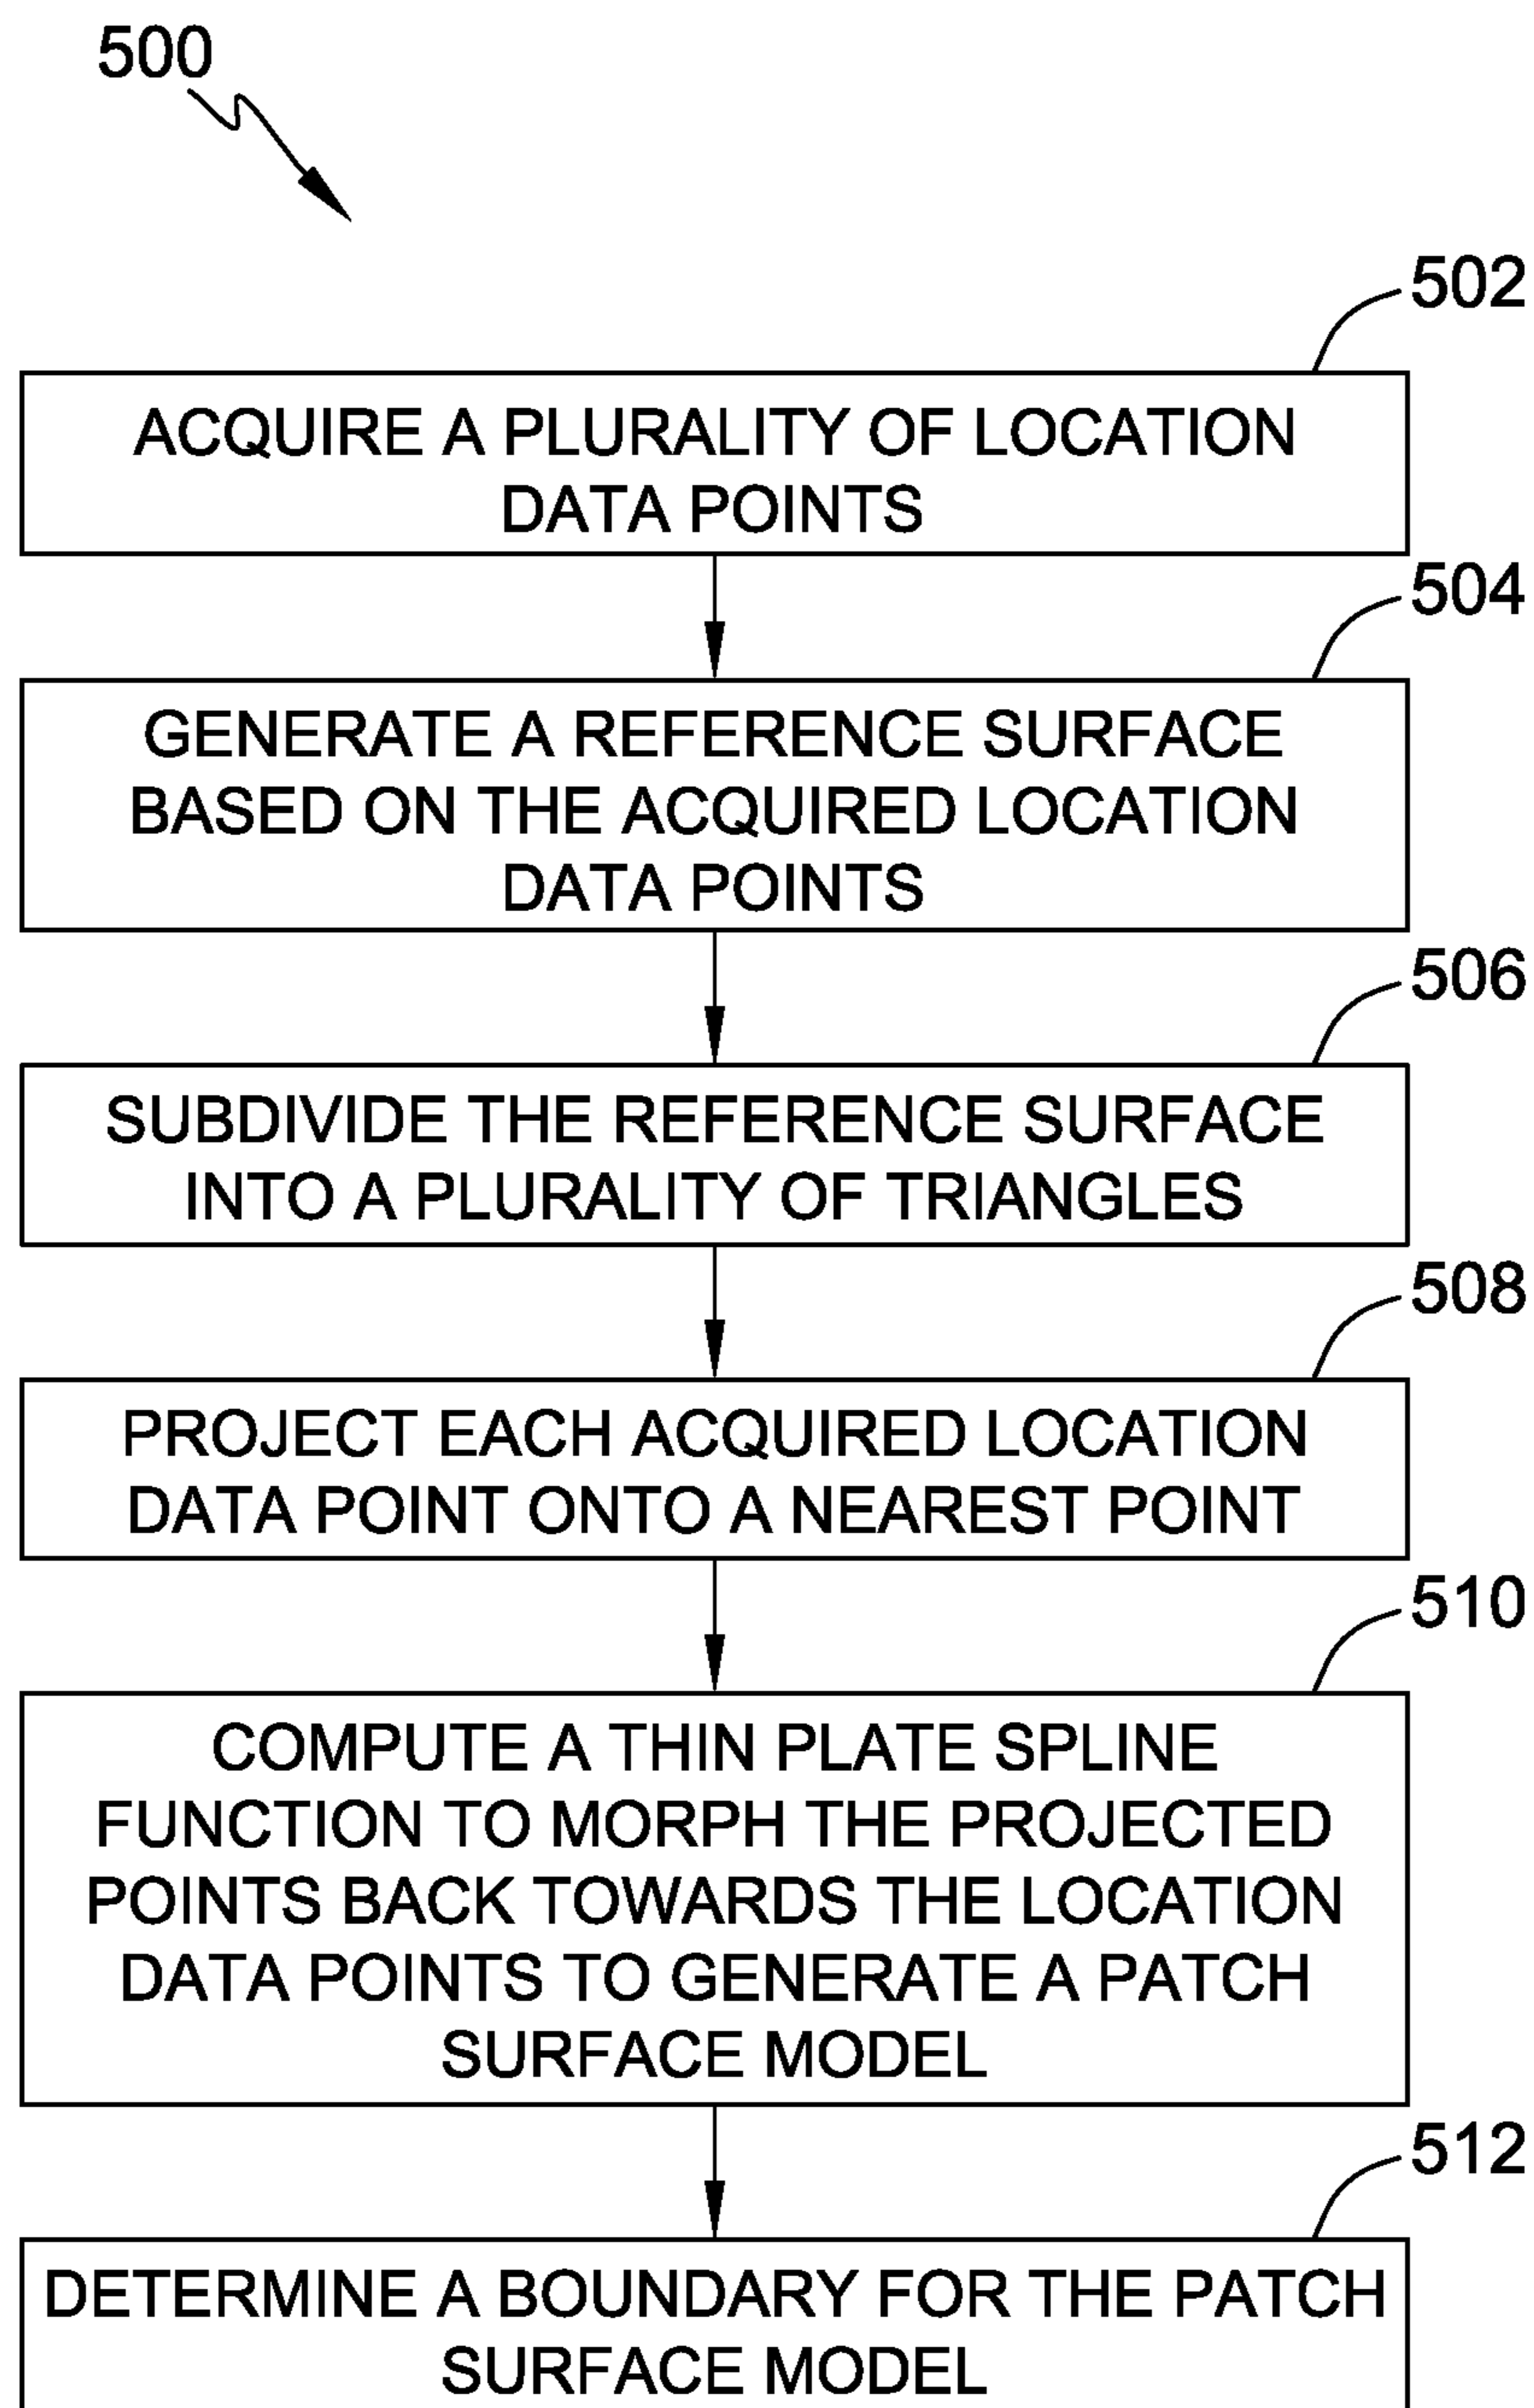 500
502
ACQUIRE A PLURALITY OF LOCATION
DATA POINTS
504
GENERATE A REFERENCE SURFACE
BASED ON THE ACQUIRED LOCATION
DATA POINTS
506
SUBDIVIDE THE REFERENCE SURFACE
INTO A PLURALITY OF TRIANGLES
508
PROJECT EACH ACQUIRED LOCATION
DATA POINT ONTO A NEAREST POINT
510
COMPUTE A THIN PLATE SPLINE
FUNCTION TO MORPH THE PROJECTED
POINTS BACK TOWARDS THE LOCATION
DATA POINTS TO GENERATE A PATCH
SURFACE MODEL
512
DETERMINE A BOUNDARY FOR THE PATCH
SURFACE MODEL